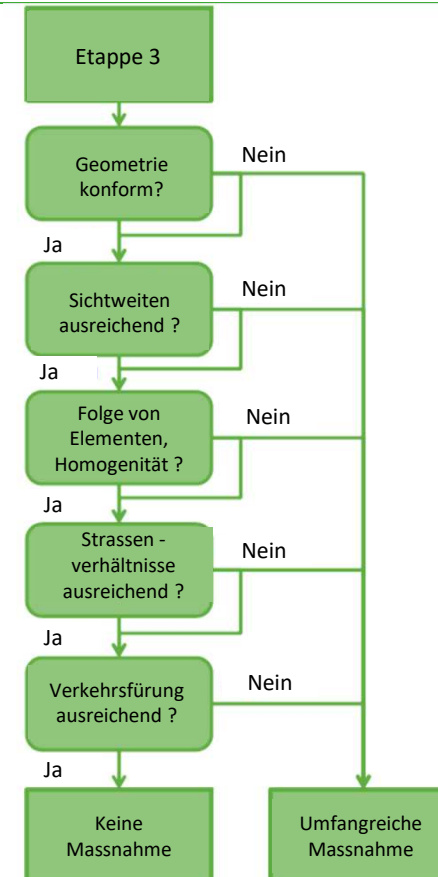 Etappe 3
Geometrie
konform?
Nein
Ja
Sichtweiten
ausreichend ?
Nein
Ja
Folge von
Elementen,
Homogenität ?
Nein
Ja
Strassen -
verhältnisse
ausreichend ?
Nein
Ja
Verkehrsfürung
ausreichend ?
Nein
Ja
Keine
Massnahme
Umfangreiche
Massnahme